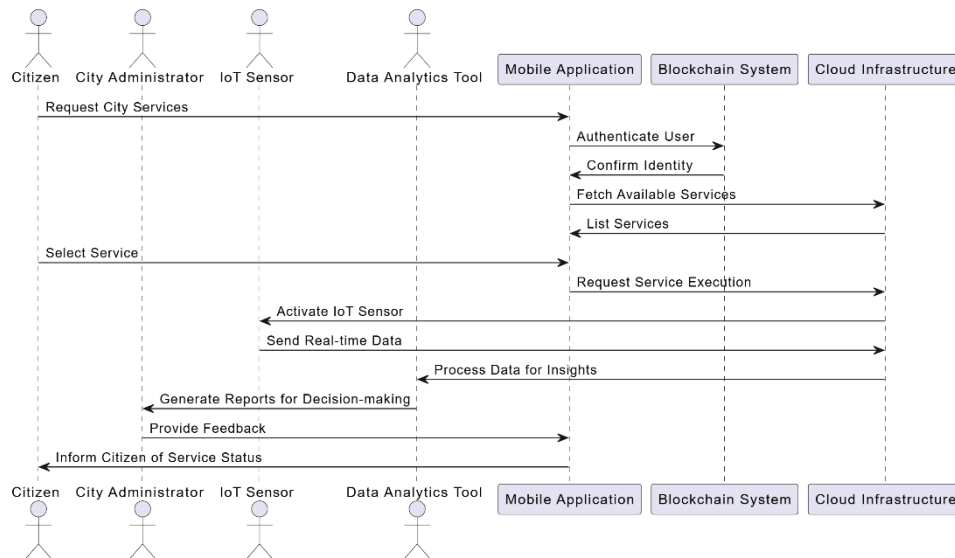 Citizen
City Administrator
IoT Sensor
Data Analytics Tool
Mobile Application
Blockchain System
Cloud Infrastructure
Request City Services
Authenticate User
Confirm Identity
Fetch Available Services
List Services
Select Service
Request Service Execution
Activate IoT Sensor
Send Real-time Data
Process Data for Insights
Generate Reports for Decision-making
Provide Feedback
Inform Citizen of Service Status
Citizen
City Administrator
IoT Sensor
Data Analytics Tool
Mobile Application
Blockchain System
Cloud Infrastructure